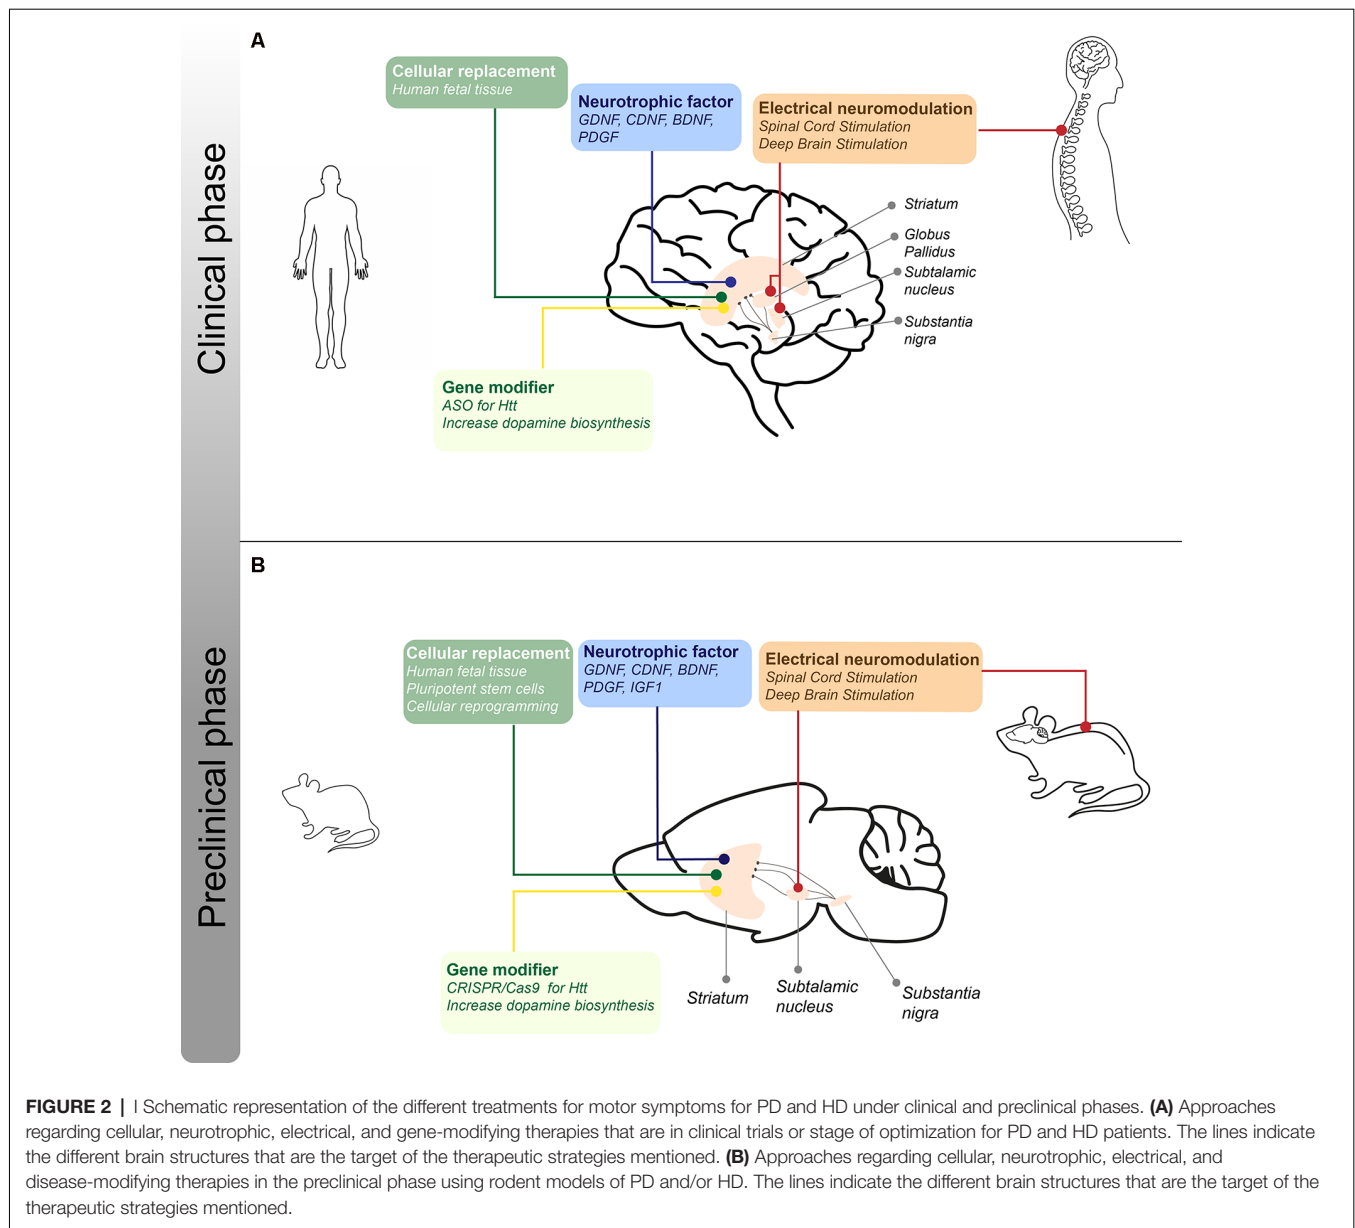 A
Cellular replacement
Human fetal tissue
Neurotrophic factor
GDNF, CDNF, BDNF,
PDGF
Electrical neuromodulation
Spinal Cord Stimulation
Deep Brain Stimulation
Striatum
Globus
Pallidus
Subtalamic
nucleus
Substantia
nigra
Gene modifier
ASO for Htt
Increase dopamine biosynthesis
Clinical phase
B
Cellular replacement
Human fetal tissue
Pluripotent stem cells
Cellular reprogramming
Neurotrophic factor
GDNF, CDNF, BDNF,
PDGF, IGF1
Electrical neuromodulation
Spinal Cord Stimulation
Deep Brain Stimulation
Gene modifier
CRISPR/Cas9 for Htt
Increase dopamine biosynthesis
Striatum
Subtalamic
nucleus
Substantia
nigra
Preclinical phase
FIGURE 2 | I Schematic representation of the different treatments for motor symptoms for PD and HD under clinical and preclinical phases. (A) Approaches
regarding cellular, neurotrophic, electrical, and gene-modifying therapies that are in clinical trials or stage of optimization for PD and HD patients. The lines indicate
the different brain structures that are the target of the therapeutic strategies mentioned. (B) Approaches regarding cellular, neurotrophic, electrical, and
disease-modifying therapies in the preclinical phase using rodent models of PD and/or HD. The lines indicate the different brain structures that are the target of the
therapeutic strategies mentioned.